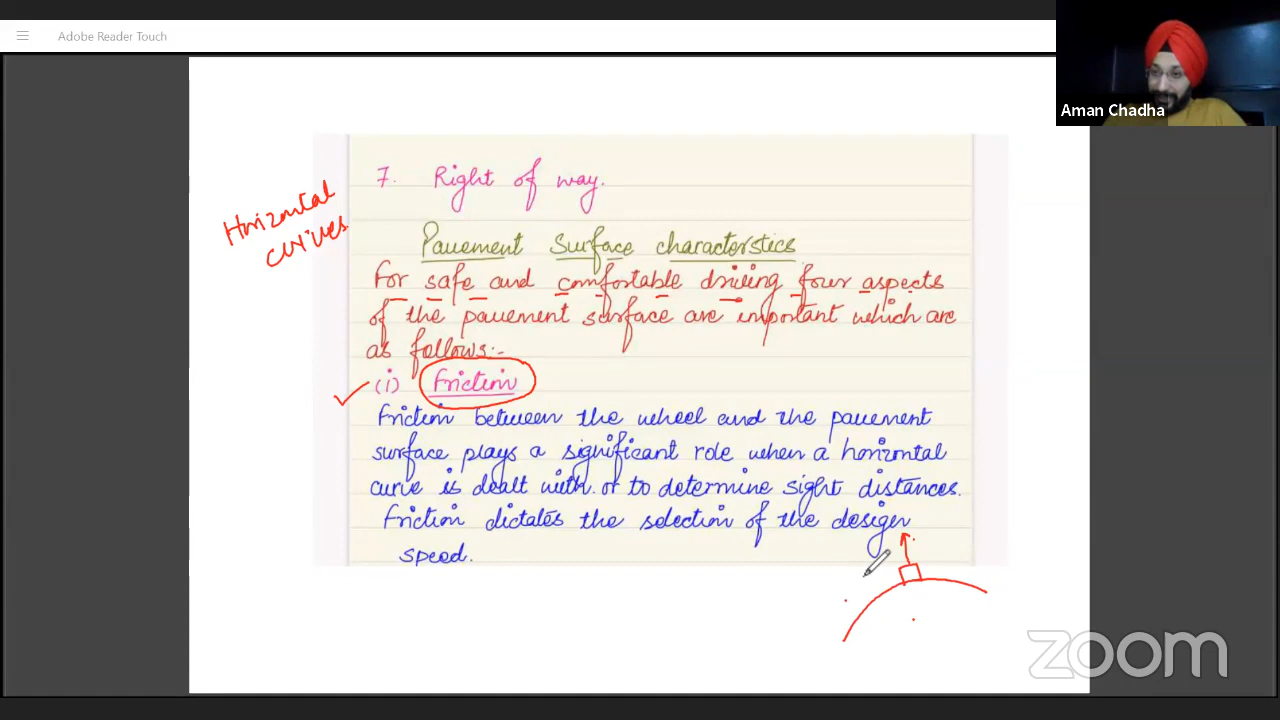 Adobe Reader Touch
Aman Chadha
7. Right of way.
Horizontal
curves
Pavement Surface characterstics
For safe and comfortable driving four aspects
of the pavement surface are important which are
as follows:-
(i) Friction
Friction between the wheel and the pavement
surface plays a significant role when a horizontal
curve is dealt with or to determine sight distances.
Friction dictates the selection of the design
speed.
zoom